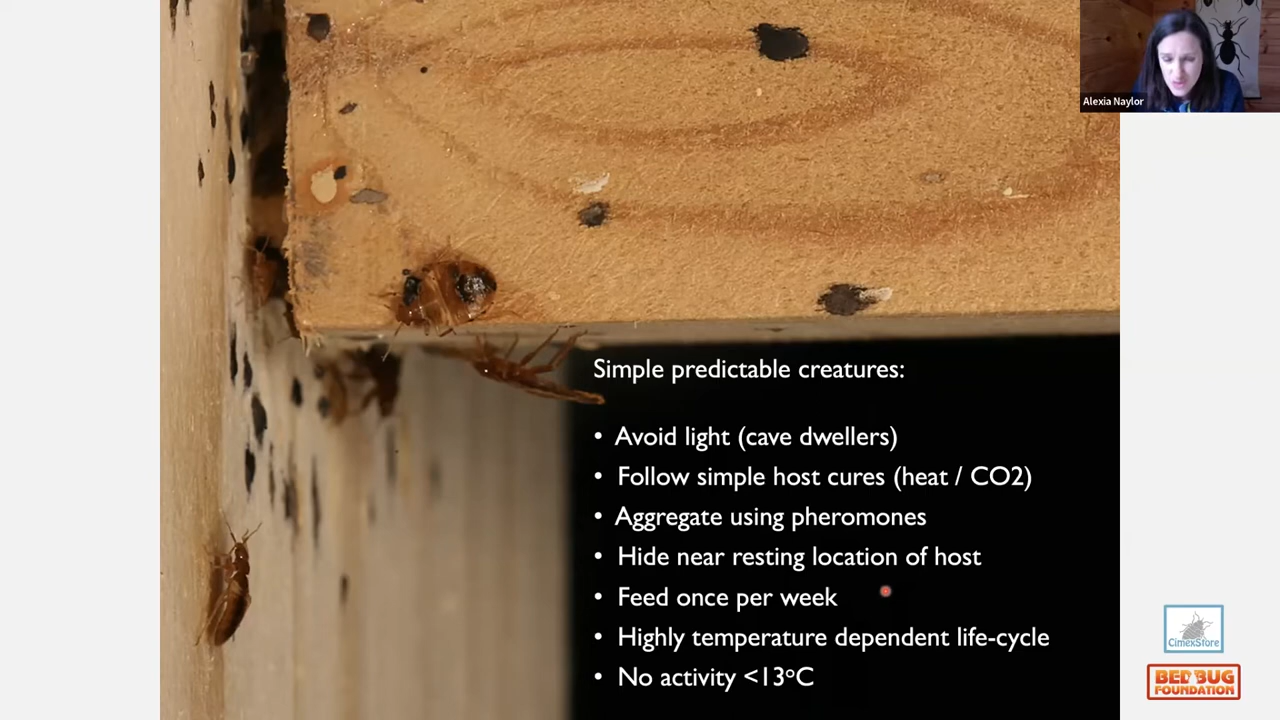 Alexia Naylor
Simple predictable creatures:
• Avoid light (cave dwellers)
• Follow simple host cures (heat / CO2)
• Aggregate using pheromones
• Hide near resting location of host
• Feed once per week
• Highly temperature dependent life-cycle
• No activity <13°C
CimexStore
BED BUG
FOUNDATION